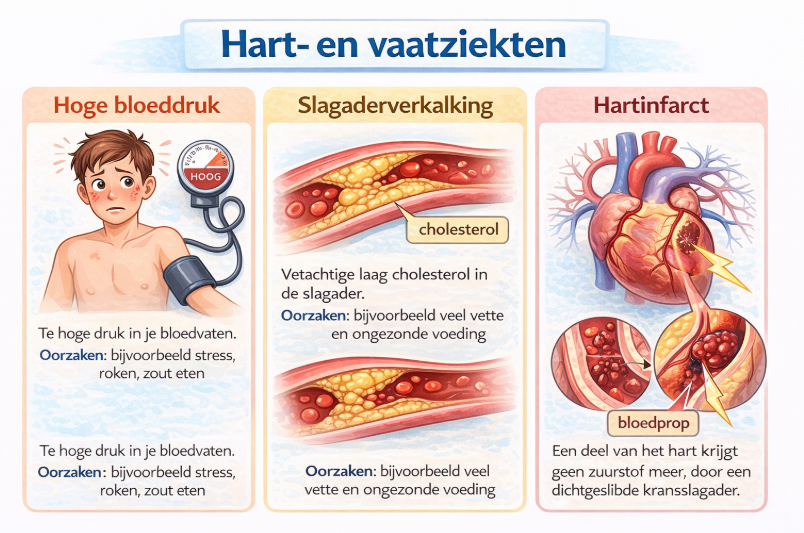 Hart- en vaatziekten
Hoge bloeddruk
HOOG
Te hoge druk in je bloedvaten.
Oorzaken: bijvoorbeeld stress,
roken, zout eten
Te hoge druk in je bloedvaten.
Oorzaken: bijvoorbeeld stress,
roken, zout eten
Slagaderverkalking
cholesterol
Vetachtige laag cholesterol in
de slagader.
Oorzaken: bijvoorbeeld veel vette
en ongezonde voeding
Oorzaken: bijvoorbeeld veel
vette en ongezonde voeding
Hartinfarct
bloedprop
Een deel van het hart krijgt
geen zuurstof meer, door een
dichtgeslibde kransslagader.